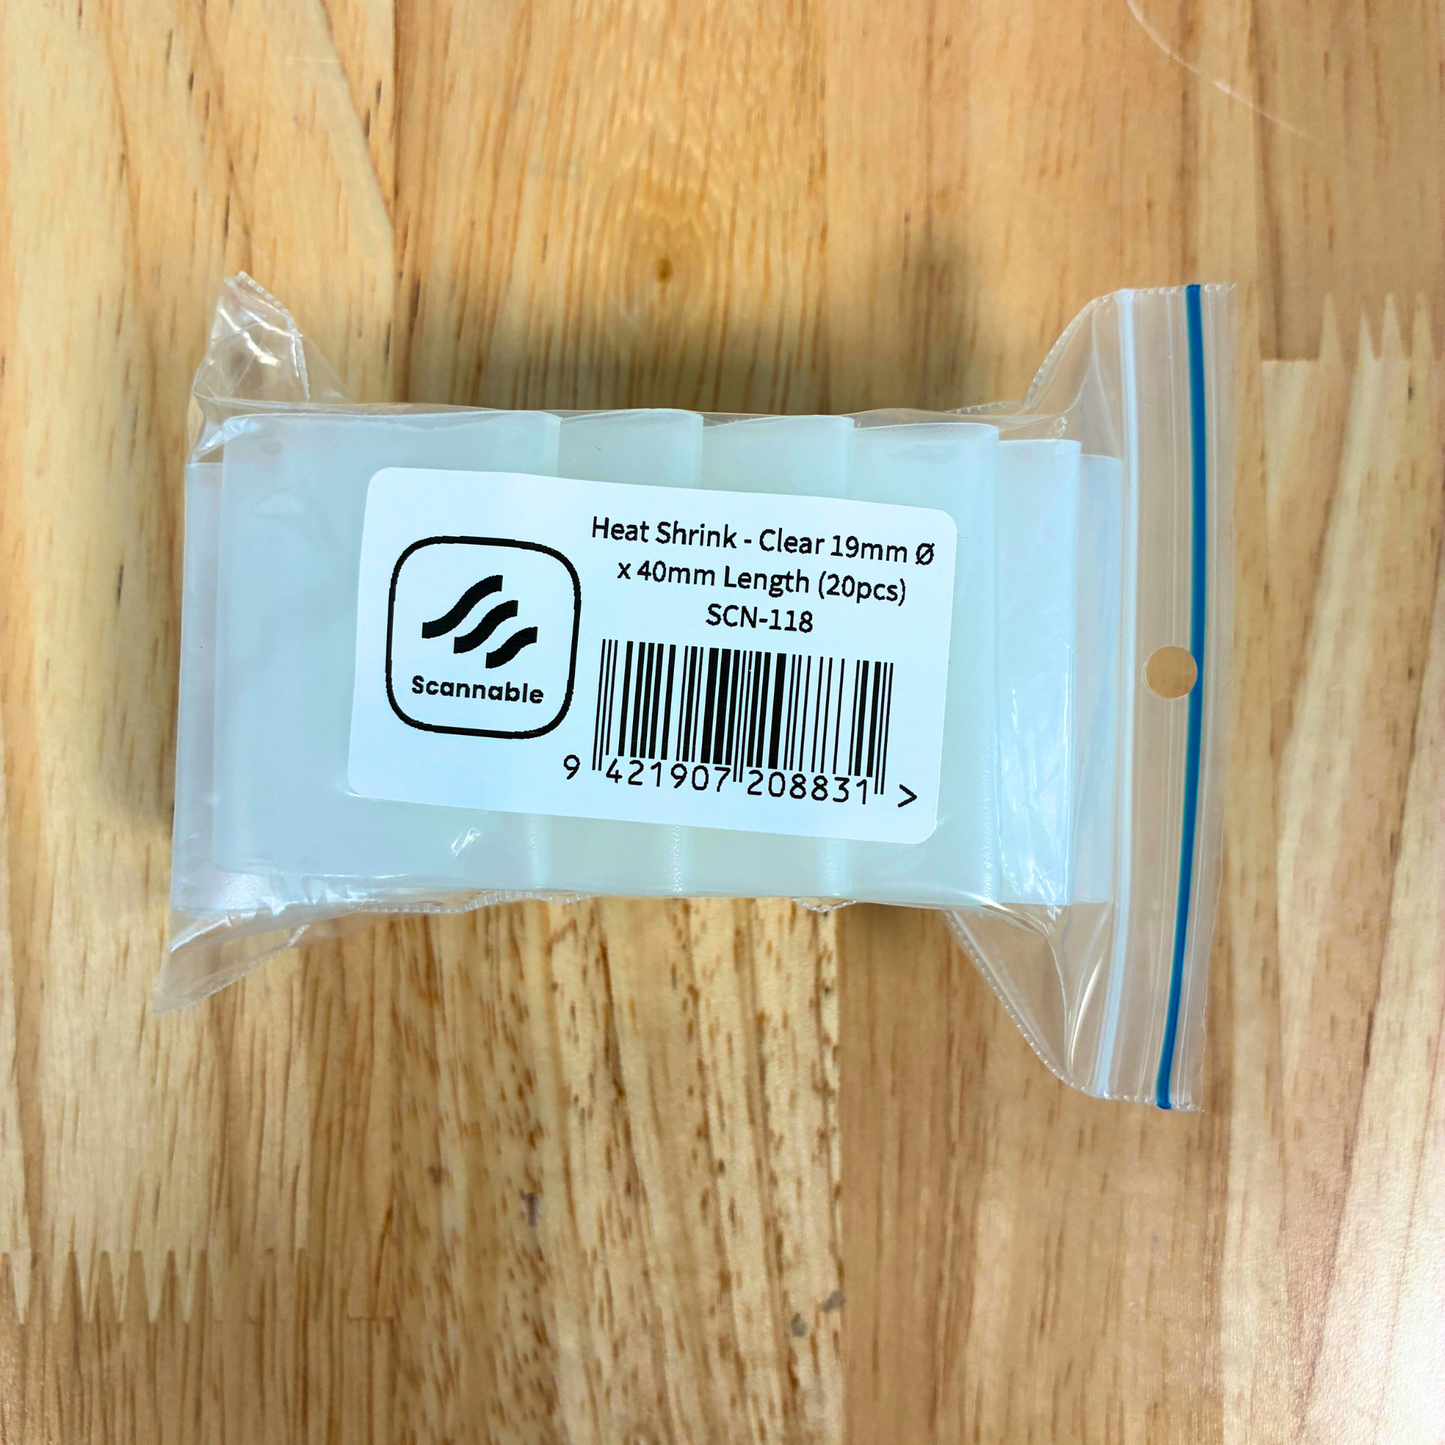 Heat Shrink - Clear 19mm Ø
x 40mm Length (20pcs)
SCN-118
Scannable
9 421907 208831 >